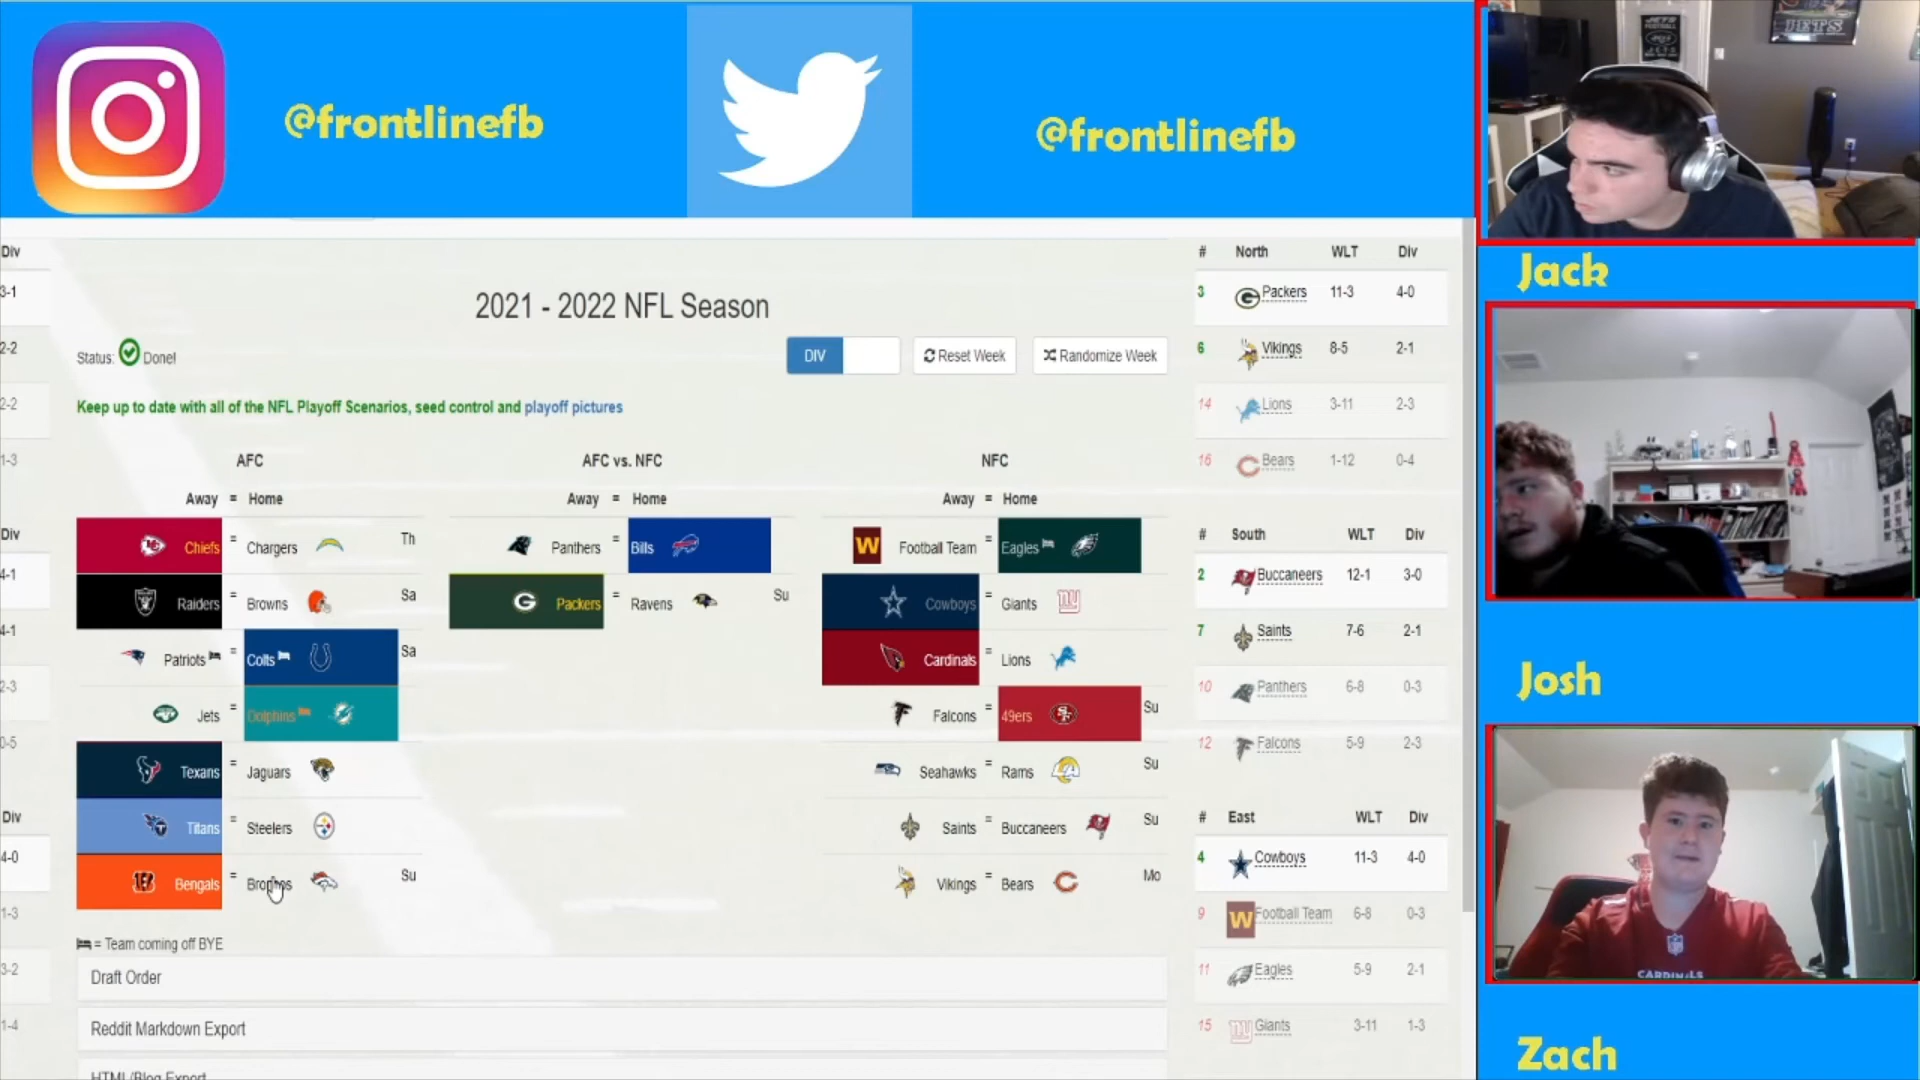 @frontlinefb
@frontlinefb
JETS
Jack
Josh
CARDINALS
Zach
2021 - 2022 NFL Season
Status: Done!
DIV
Reset Week
Randomize Week
Keep up to date with all of the NFL Playoff Scenarios, seed control and playoff pictures
AFC
Away = Home
Chiefs = Chargers Th
Raiders = Browns Sa
Patriots = Colts Sa
Jets = Dolphins
Texans = Jaguars
Titans = Steelers
Bengals = Broncos Su
AFC vs. NFC
Away = Home
Panthers = Bills
Packers = Ravens Su
NFC
Away = Home
W Football Team = Eagles
Cowboys = Giants ny
Cardinals = Lions
Falcons = 49ers SF Su
Seahawks = Rams LA Su
Saints = Buccaneers Su
Vikings = Bears Mo
= Team coming off BYE
Draft Order
Reddit Markdown Export
HTML/Blog Export
Div
3-1
2-2
2-2
1-3
Div
4-1
4-1
2-3
0-5
Div
4-0
1-3
3-2
1-4
# North WLT Div
3 Packers 11-3 4-0
6 Vikings 8-5 2-1
14 Lions 3-11 2-3
16 Bears 1-12 0-4
# South WLT Div
2 Buccaneers 12-1 3-0
7 Saints 7-6 2-1
10 Panthers 6-8 0-3
12 Falcons 5-9 2-3
# East WLT Div
4 Cowboys 11-3 4-0
9 W Football Team 6-8 0-3
11 Eagles 5-9 2-1
15 ny Giants 3-11 1-3